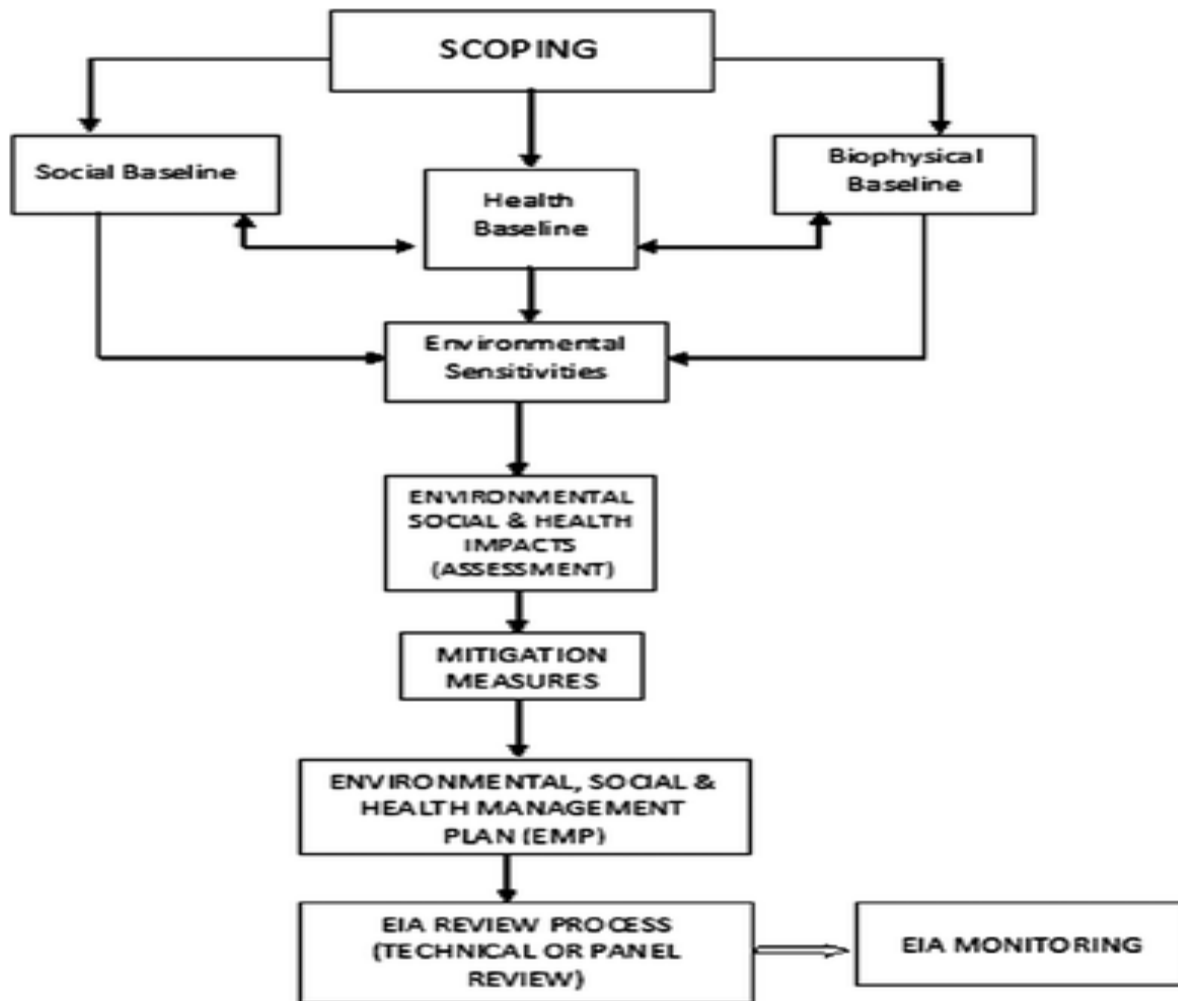 SCOPING
Social Baseline
Health
Baseline
Biophysical
Baseline
Environmental
Sensitivities
ENVIRONMENTAL
SOCIAL & HEALTH
IMPACTS
(ASSESSMENT)
MITIGATION
MEASURES
ENVIRONMENTAL, SOCIAL &
HEALTH MANAGEMENT
PLAN (EMP)
EIA REVIEW PROCESS
(TECHNICAL OR PANEL
REVIEW)
EIA MONITORING